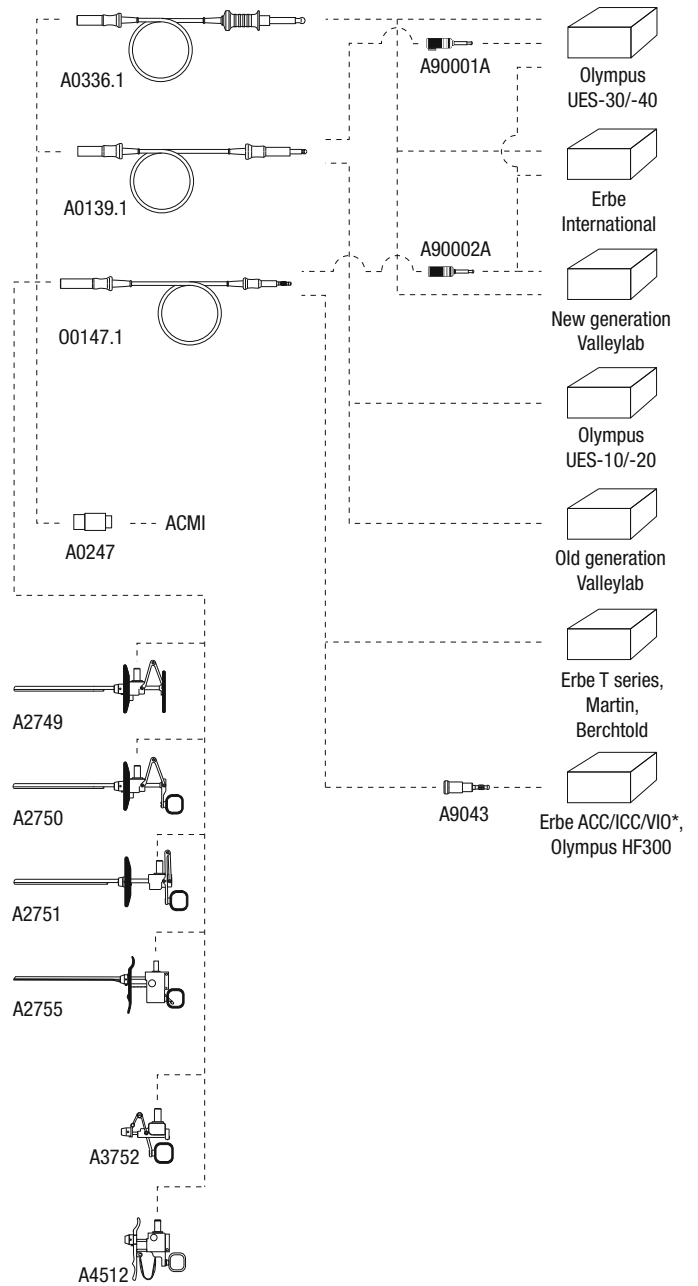 A0336.1
A90001A
Olympus
UES-30/-40
A0139.1
Erbe
International
A90002A
O0147.1
New generation
Valleylab
Olympus
UES-10/-20
A0247
ACMI
Old generation
Valleylab
A2749
Erbe T series,
Martin,
Berchtold
A2750
A9043
Erbe ACC/ICC/VIO*,
Olympus HF300
A2751
A2755
A3752
A4512